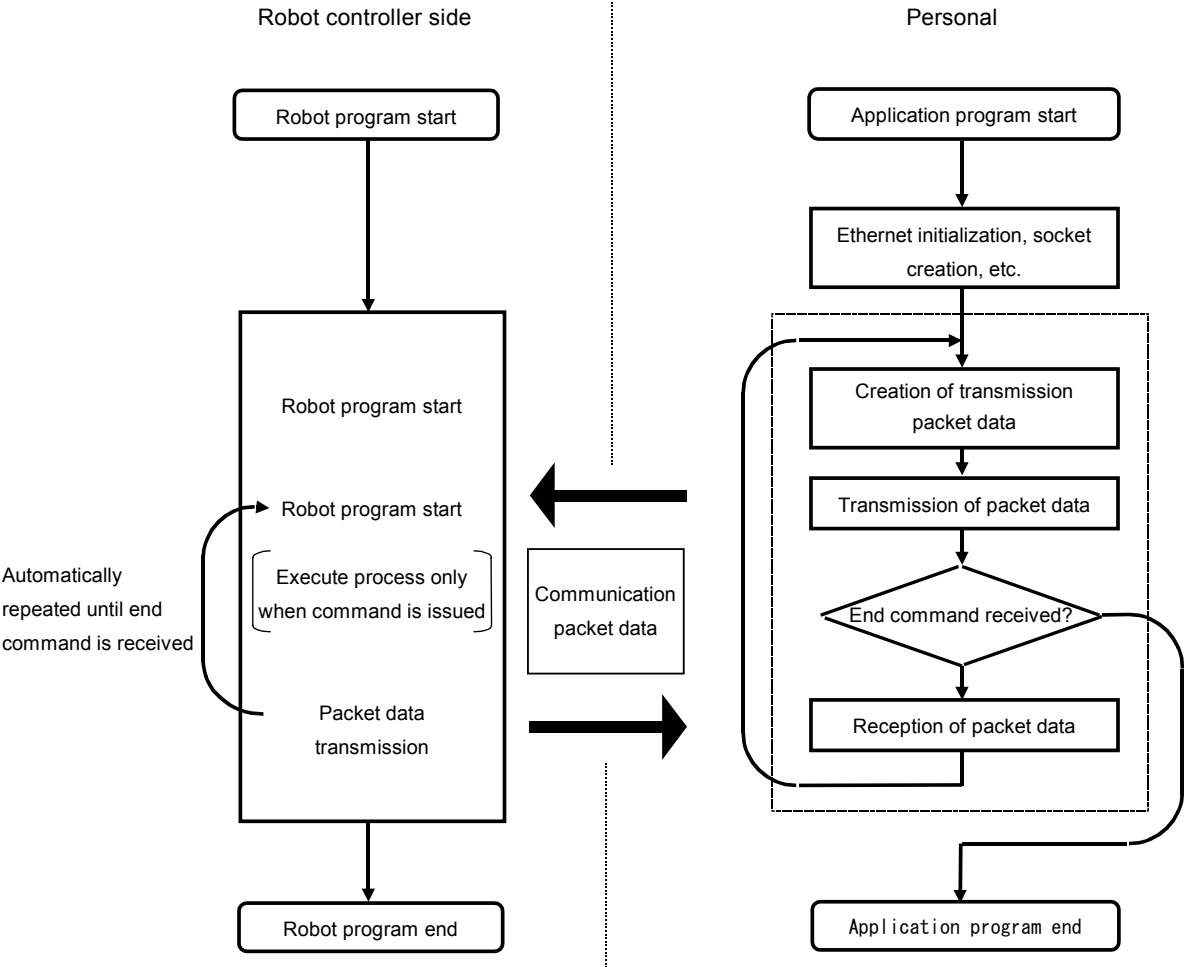 Robot controller side
Personal
Robot program start
Application program start
Ethernet initialization, socket
creation, etc.
Robot program start
Creation of transmission
packet data
Robot program start
Transmission of packet data
Automatically
repeated until end
command is received
Execute process only
when command is issued
Communication
packet data
End command received?
Packet data
transmission
Reception of packet data
Robot program end
Application program end